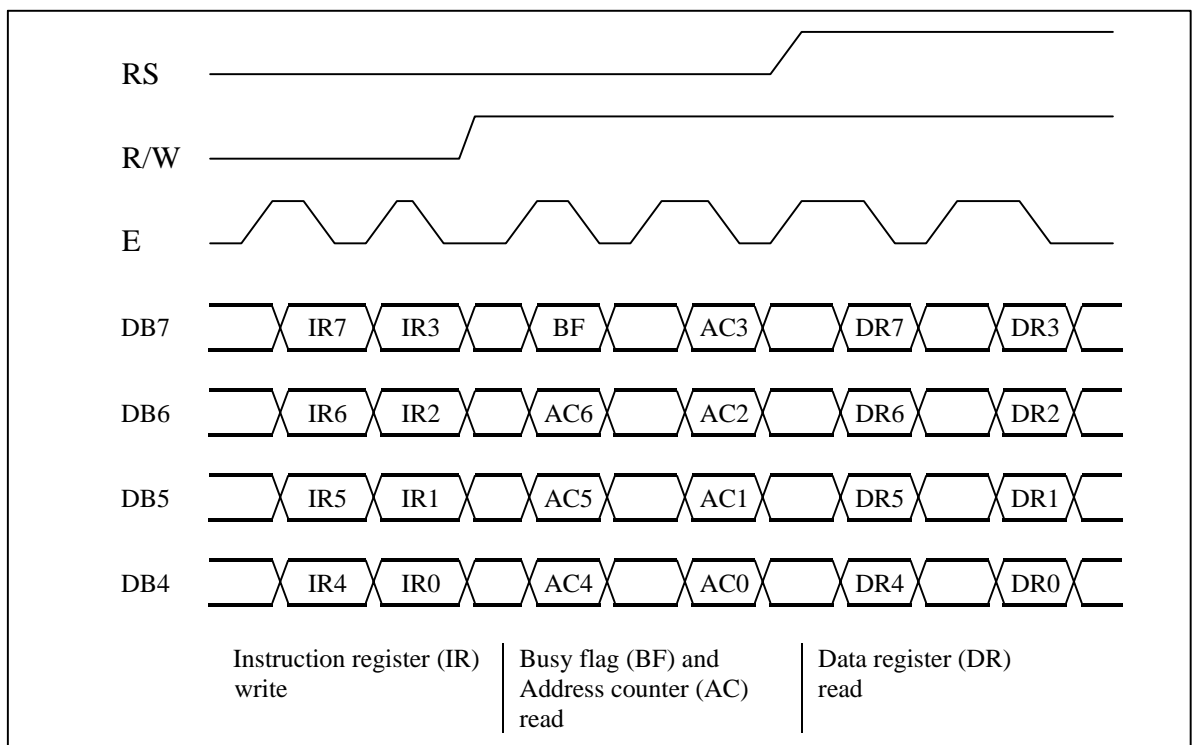 RS
R/W
E
DB7 IR7 IR3 BF AC3 DR7 DR3
DB6 IR6 IR2 AC6 AC2 DR6 DR2
DB5 IR5 IR1 AC5 AC1 DR5 DR1
DB4 IR4 IR0 AC4 AC0 DR4 DR0
Instruction register (IR)
write
Busy flag (BF) and
Address counter (AC)
read
Data register (DR)
read